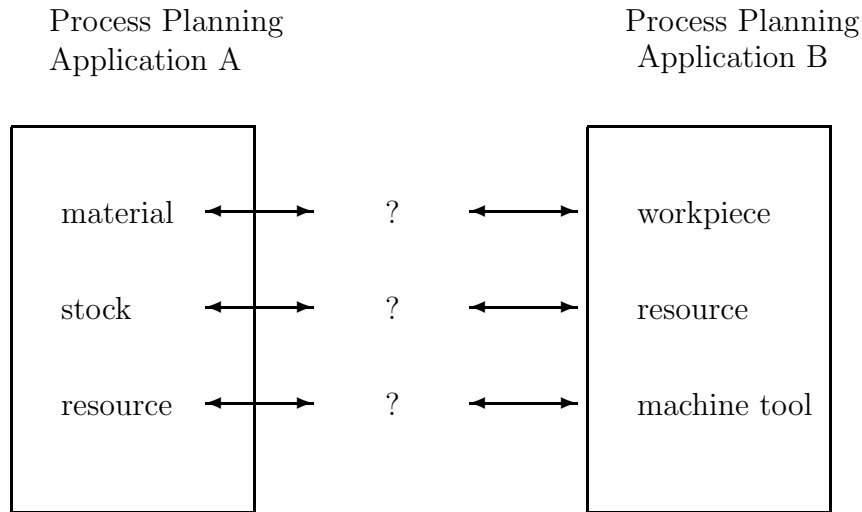 Process Planning
Application A
Process Planning
Application B
material ? workpiece
stock ? resource
resource ? machine tool